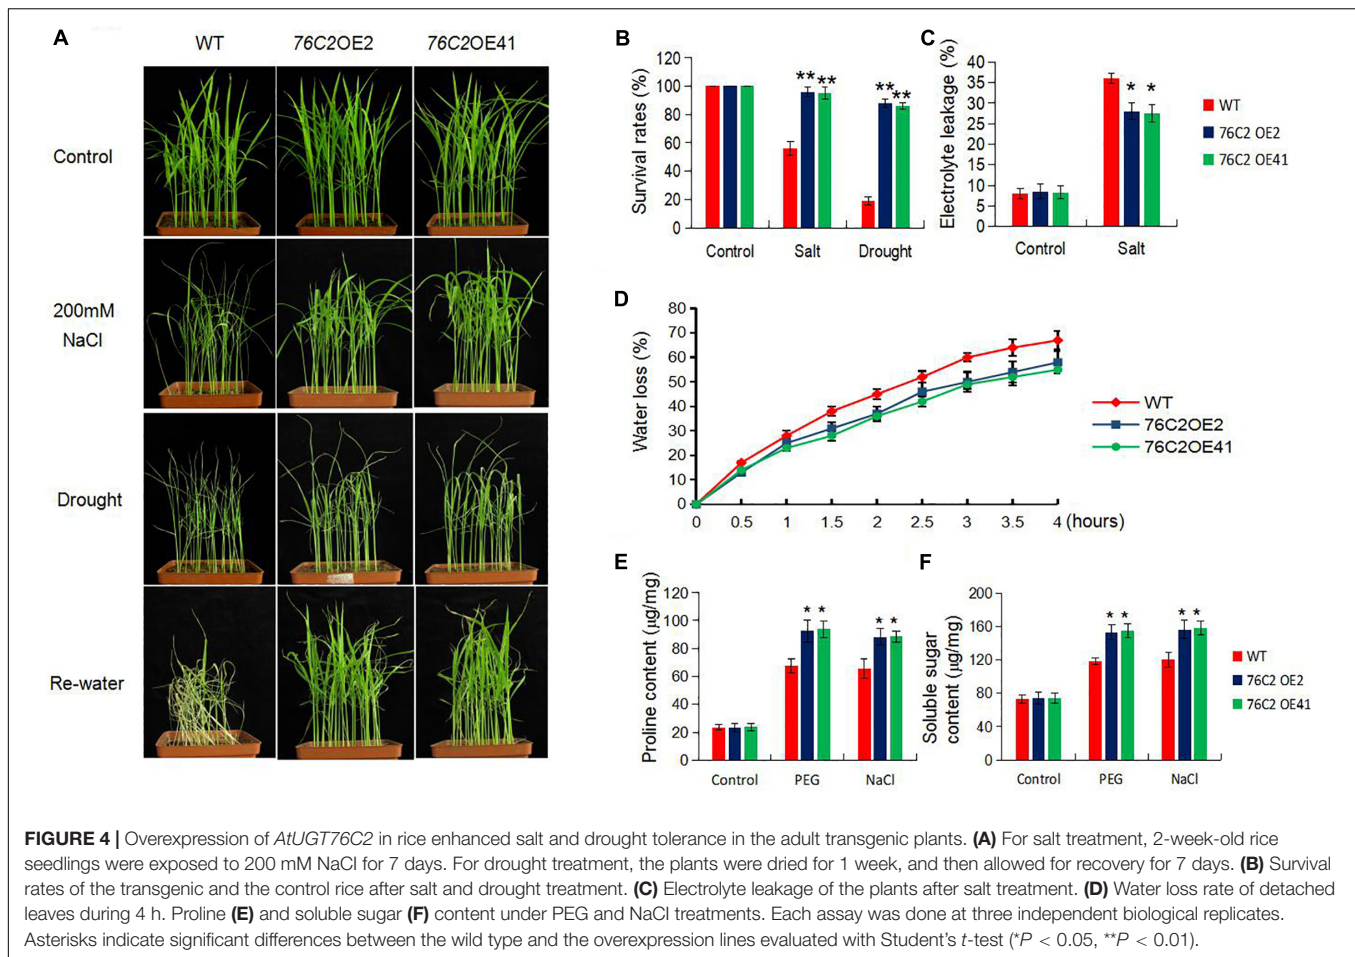 A
WT
76C2OE2
76C2OE41
Control
200mM
NaCl
Drought
Re-water
B
Survival rates (%)
120
100
80
60
40
20
0
** **
** **
Control
Salt
Drought
C
Electrolyte leakage (%)
40
35
30
25
20
15
10
5
0
* *
Control
Salt
WT
76C2 OE2
76C2 OE41
D
Water loss (%)
80
70
60
50
40
30
20
10
0
0
0.5
1
1.5
2
2.5
3
3.5
4 (hours)
WT
76C2OE2
76C2OE41
E
Proline content (μg/mg)
120
100
80
60
40
20
0
* *
* *
Control
PEG
NaCl
F
Soluble sugar
content (μg/mg)
200
160
120
80
40
0
* *
* *
Control
PEG
NaCl
WT
76C2 OE2
76C2 OE41
FIGURE 4 | Overexpression of AtUGT76C2 in rice enhanced salt and drought tolerance in the adult transgenic plants. (A) For salt treatment, 2-week-old rice
seedlings were exposed to 200 mM NaCl for 7 days. For drought treatment, the plants were dried for 1 week, and then allowed for recovery for 7 days. (B) Survival
rates of the transgenic and the control rice after salt and drought treatment. (C) Electrolyte leakage of the plants after salt treatment. (D) Water loss rate of detached
leaves during 4 h. Proline (E) and soluble sugar (F) content under PEG and NaCl treatments. Each assay was done at three independent biological replicates.
Asterisks indicate significant differences between the wild type and the overexpression lines evaluated with Student's t-test (*P < 0.05, **P < 0.01).